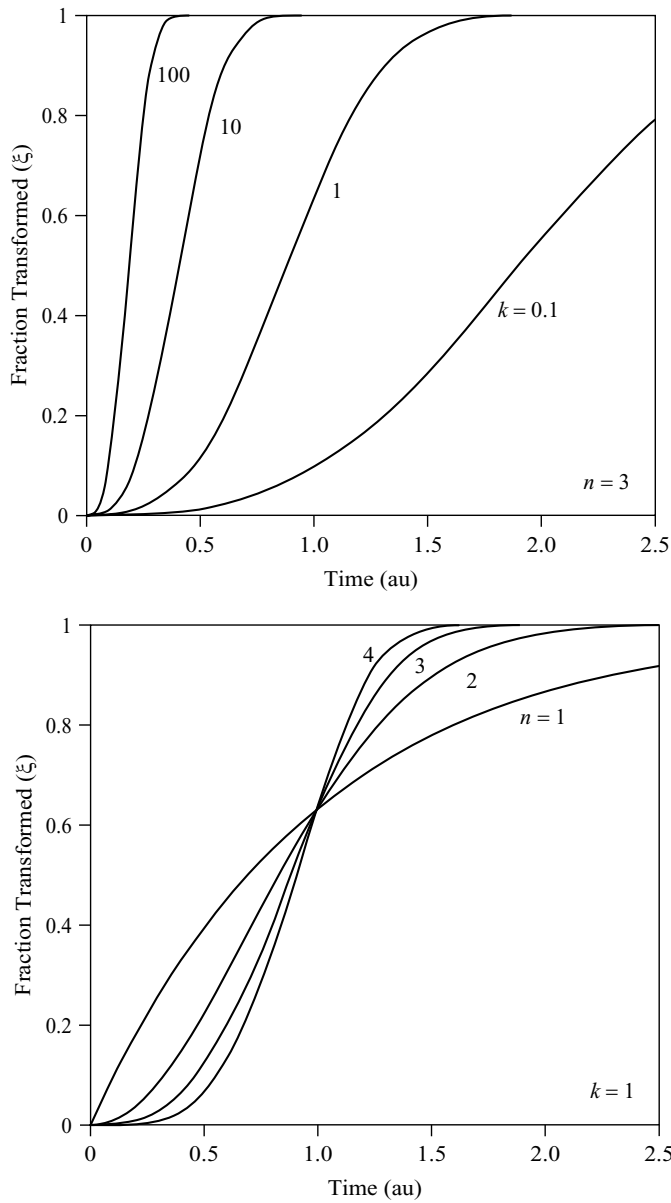 1
100
0.8
10
0.6
1
0.4
k = 0.1
0.2
n = 3
0
0 0.5 1.0 1.5 2.0 2.5
Time (au)
Fraction Transformed (ξ)
1
4
3
2
0.8
n = 1
0.6
0.4
0.2
k = 1
0
0 0.5 1.0 1.5 2.0 2.5
Time (au)
Fraction Transformed (ξ)